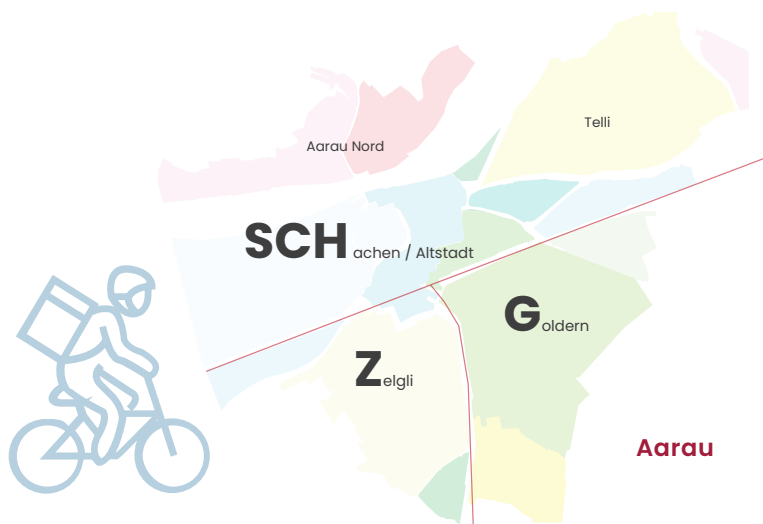 Telli
Aarau Nord
SCHachen / Altstadt
Goldern
Zelgli
Aarau